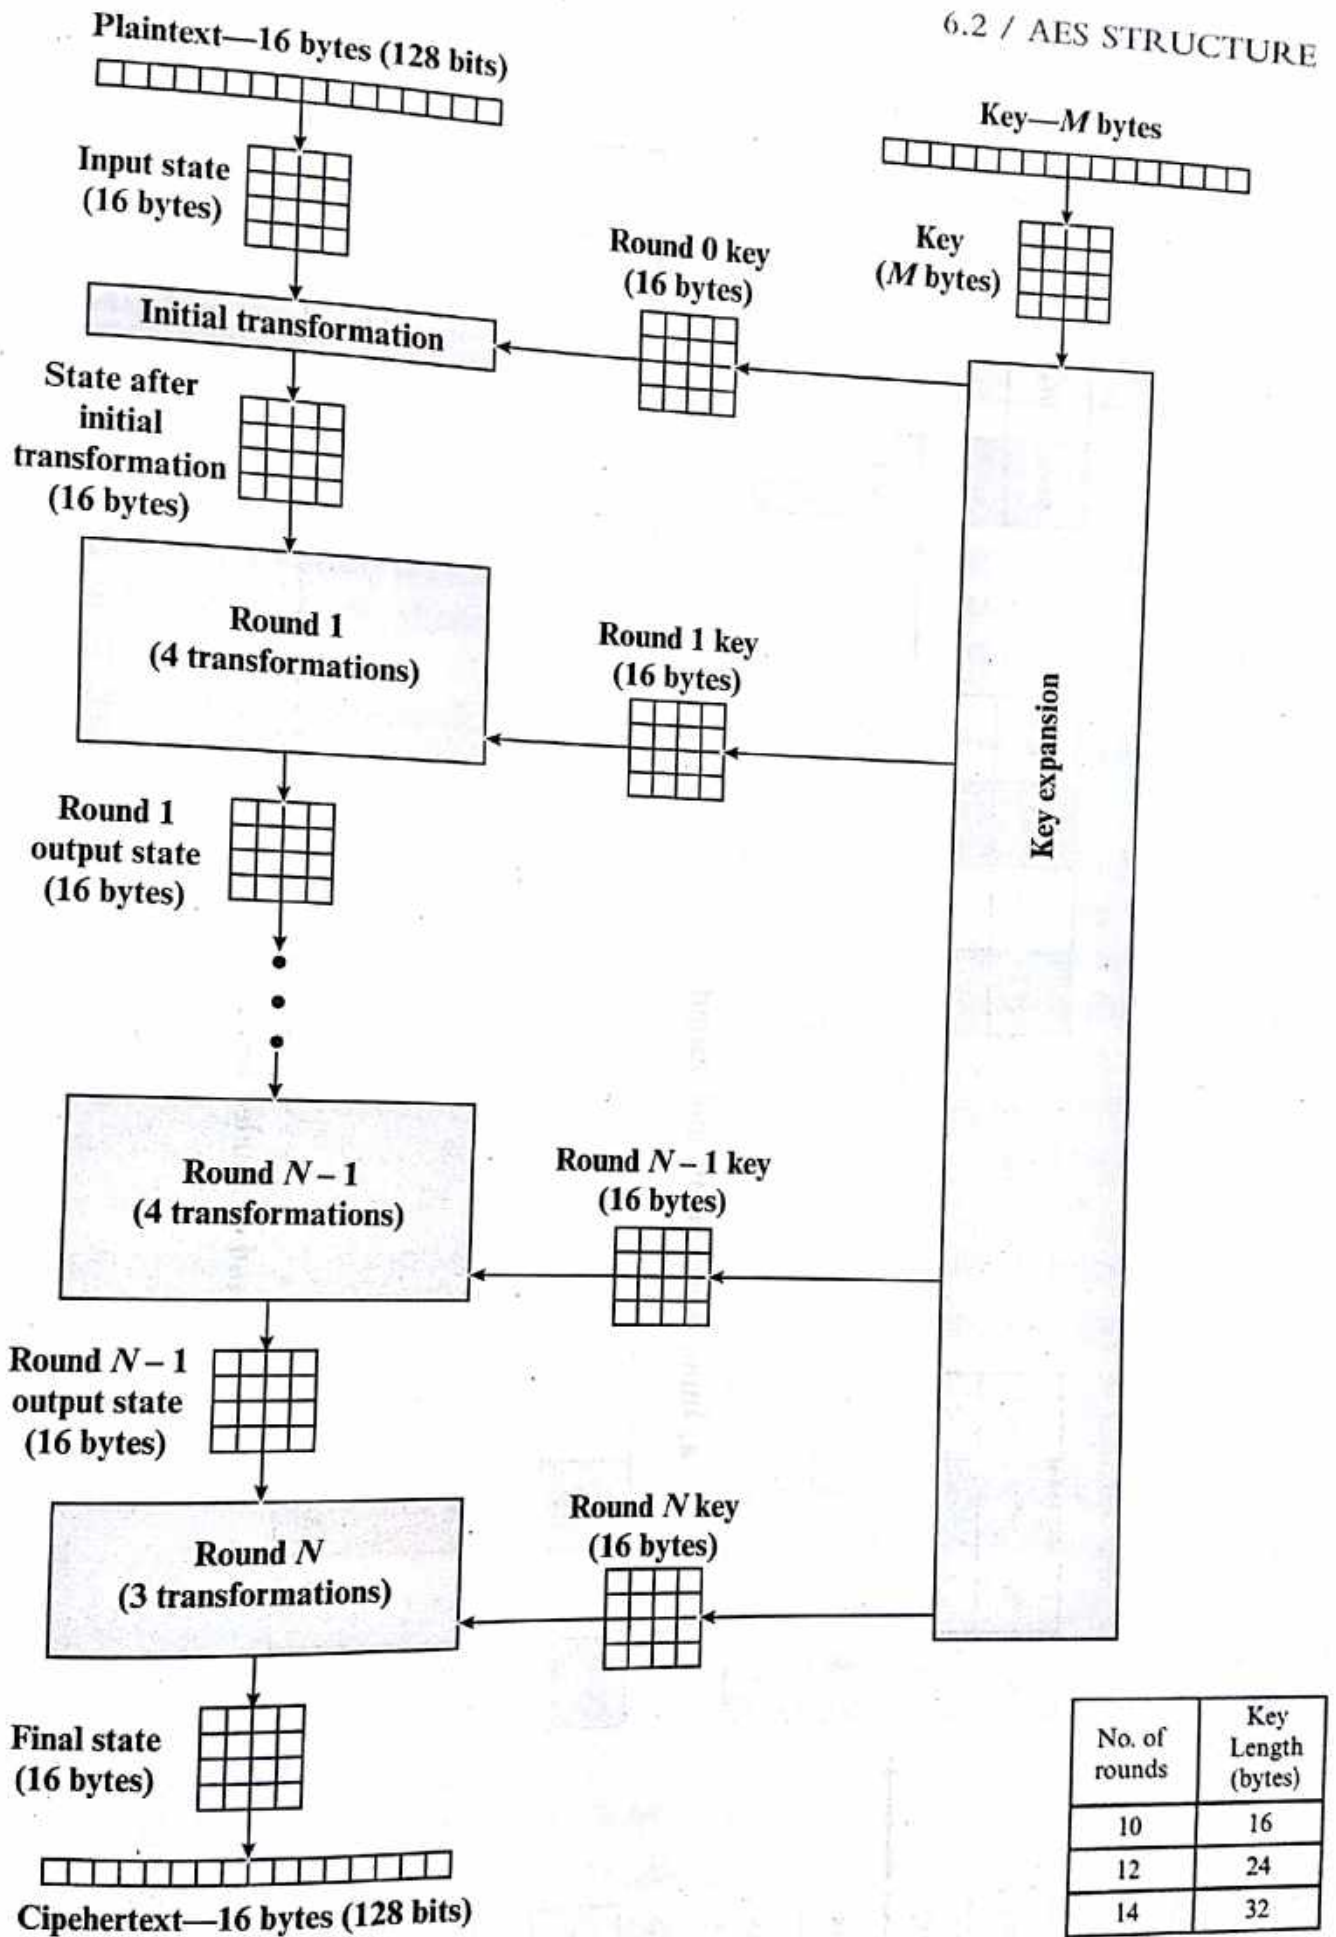 6.2 / AES STRUCTURE
Plaintext—16 bytes (128 bits)
Key—M bytes
Input state
(16 bytes)
Key
(M bytes)
Round 0 key
(16 bytes)
Initial transformation
State after
initial
transformation
(16 bytes)
Round 1
(4 transformations)
Round 1 key
(16 bytes)
Key expansion
Round 1
output state
(16 bytes)
Round N – 1
(4 transformations)
Round N – 1 key
(16 bytes)
Round N – 1
output state
(16 bytes)
Round N
(3 transformations)
Round N key
(16 bytes)
Final state
(16 bytes)
Cipehertext—16 bytes (128 bits)
No. of
rounds
Key
Length
(bytes)
10 16
12 24
14 32